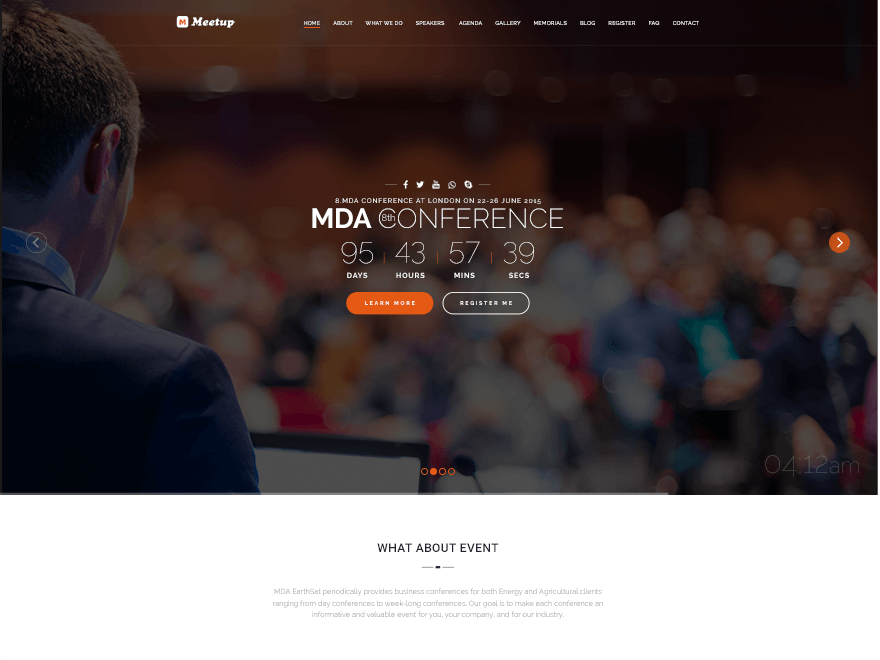 M Meetup
HOME ABOUT WHAT WE DO SPEAKERS AGENDA GALLERY MEMORIALS BLOG REGISTER FAQ CONTACT
8.MDA CONFERENCE AT LONDON ON 22-26 JUNE 2015
MDA 8th CONFERENCE
95 43 57 39
DAYS HOURS MINS SECS
LEARN MORE REGISTER ME
04:12am
WHAT ABOUT EVENT
MDA EarthSat periodically provides business conferences for both Energy and Agricultural clients
ranging from day conferences to week-long conferences. Our goal is to make each conference an
informative and valuable event for you, your company, and for our industry.